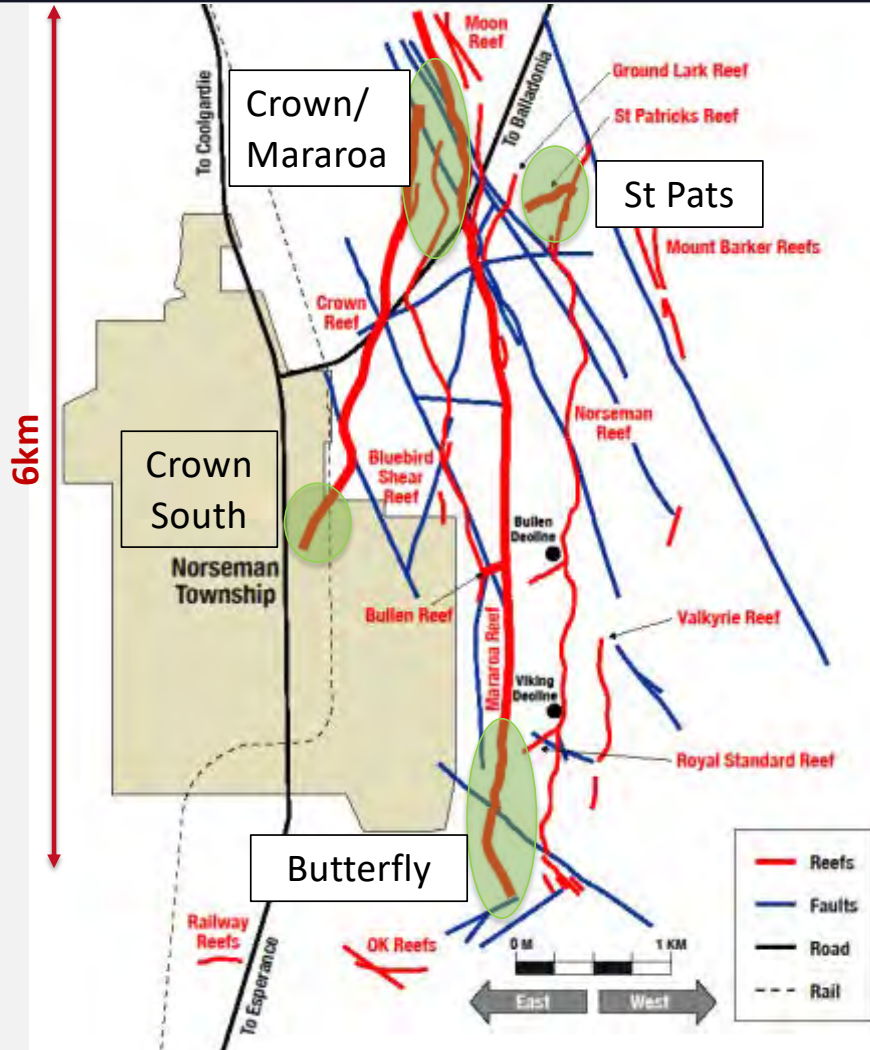 Moon
Reef
To Coolgardie
Crown/
Mararoa
To Balladonia
Ground Lark Reef
St Patricks Reef
St Pats
Mount Barker Reefs
Crown
Reef
6km
Norseman
Reef
Crown
South
Bluebird
Shear
Reef
Bullen
Decline
Norseman
Township
Bullen Reef
Mararoa Reef
Valkyrie Reef
Viking
Decline
Royal Standard Reef
Butterfly
Reefs
Faults
Road
Rail
Railway
Reefs
OK Reefs
To Esperance
0 M
1 KM
East
West